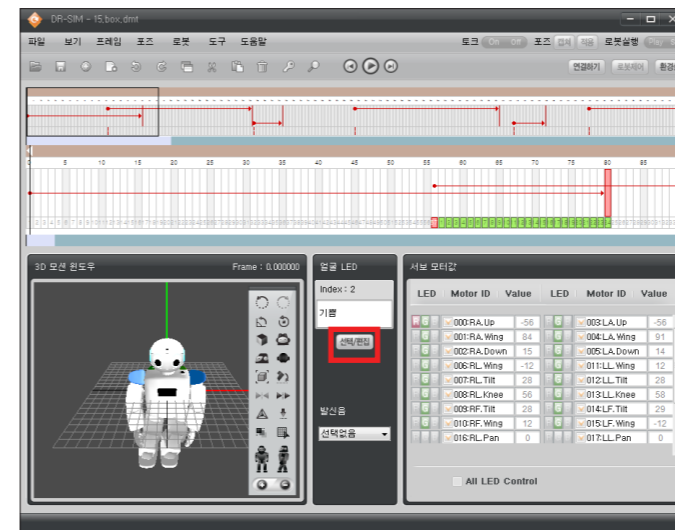 DR-SIM - 15,box,dmt
파일 보기 프레임 포즈 로봇 도구 도움말 토크 On Off 포즈 로봇실행 Play
연결하기 로봇제어 환경
0 5 10 15 20 25 30 35 40 45 50 55 60 65 70 75 80 85
3D 모션 윈도우 Frame : 0.000000 얼굴 LED 서보 모터값
Index : 2
LED Motor ID Value LED Motor ID Value
기쁨
000:RA.Up -56 003:LA.Up -56
선택/편집
001:RA.Wing 84 004:LA.Wing 91
002:RA.Down 15 005:LA.Down 14
006:RL.Wing -12 011:LL.Wing 12
007:RL.Tilt 28 012:LL.Tilt 28
008:RL.Knee 56 013:LL.Knee 58
009:RF.Tilt 28 014:LF.Tilt 29
발신음
010:RF.Wing 12 015:LF.Wing -12
선택없음
016:RL.Pan 0 017:LL.Pan 0
All LED Control